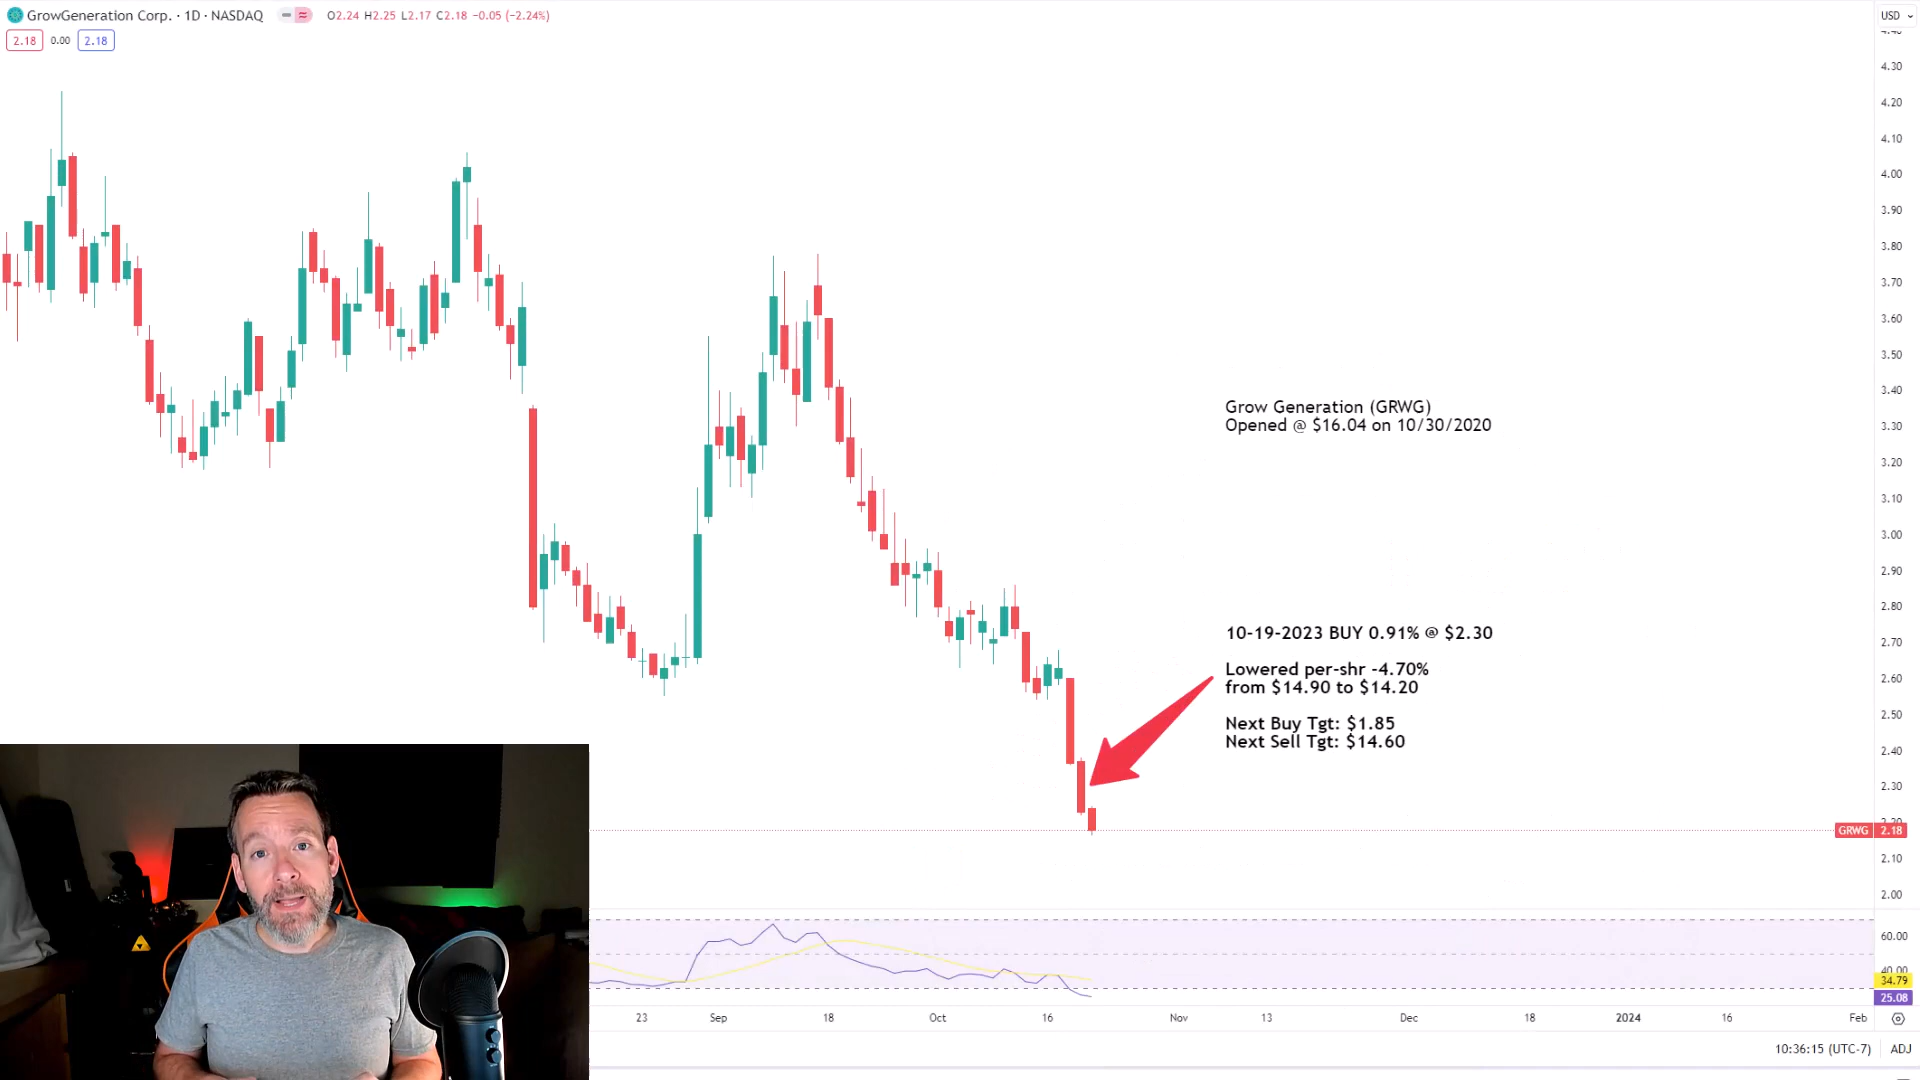 GrowGeneration Corp. · 1D · NASDAQ
O2.24 H2.25 L2.17 C2.18 -0.05 (-2.24%)
USD
2.18 0.00 2.18
4.30
4.20
4.10
4.00
3.90
3.80
3.70
3.60
3.50
3.40
3.30
3.20
3.10
3.00
2.90
2.80
2.70
2.60
2.50
2.40
2.30
2.20
2.10
2.00
Grow Generation (GRWG)
Opened @ $16.04 on 10/30/2020
10-19-2023 BUY 0.91% @ $2.30
Lowered per-shr -4.70%
from $14.90 to $14.20
Next Buy Tgt: $1.85
Next Sell Tgt: $14.60
GRWG 2.18
60.00
40.00
34.79
25.08
23 Sep 18 Oct 16 Nov 13 Dec 18 2024 16 Feb
10:36:15 (UTC-7) ADJ